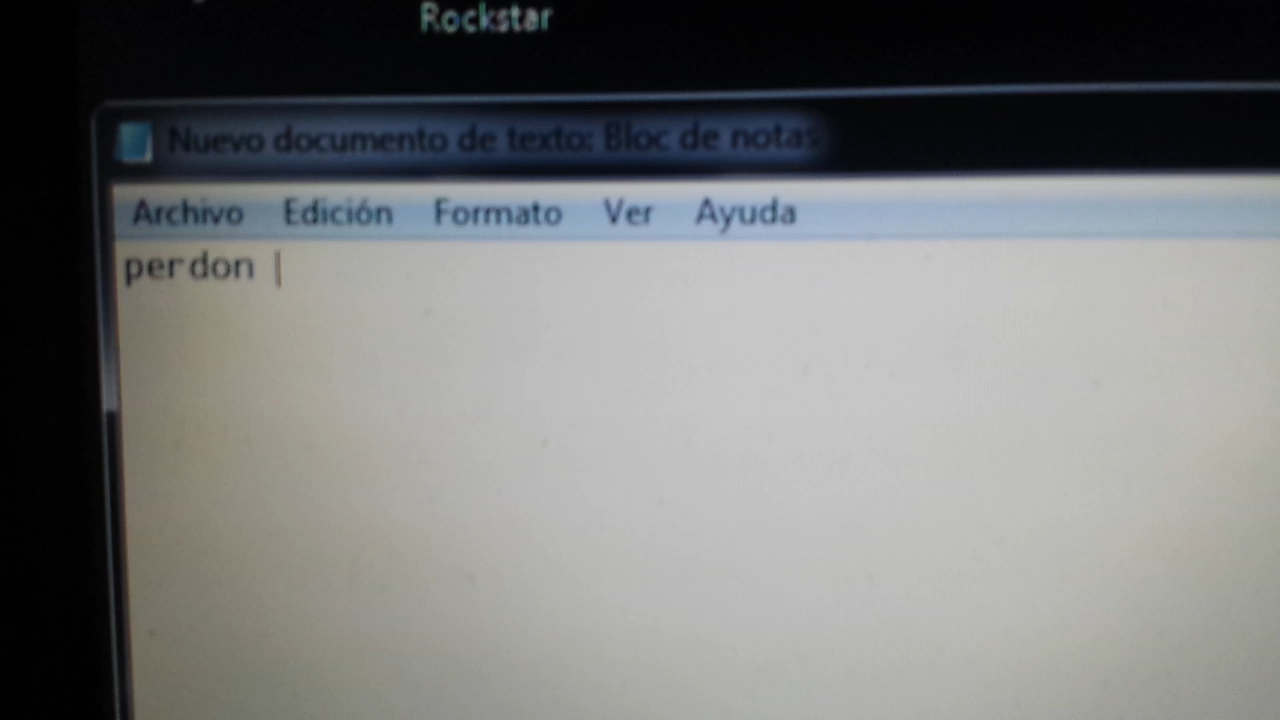 Rockstar
Nuevo documento de texto: Bloc de notas
Archivo Edición Formato Ver Ayuda
perdon